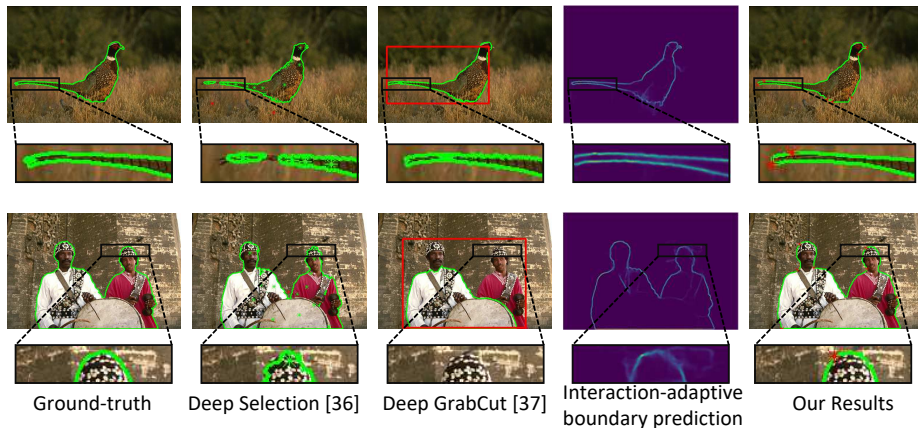 Ground-truth
Deep Selection [36]
Deep GrabCut [37]
Interaction-adaptive
boundary prediction
Our Results